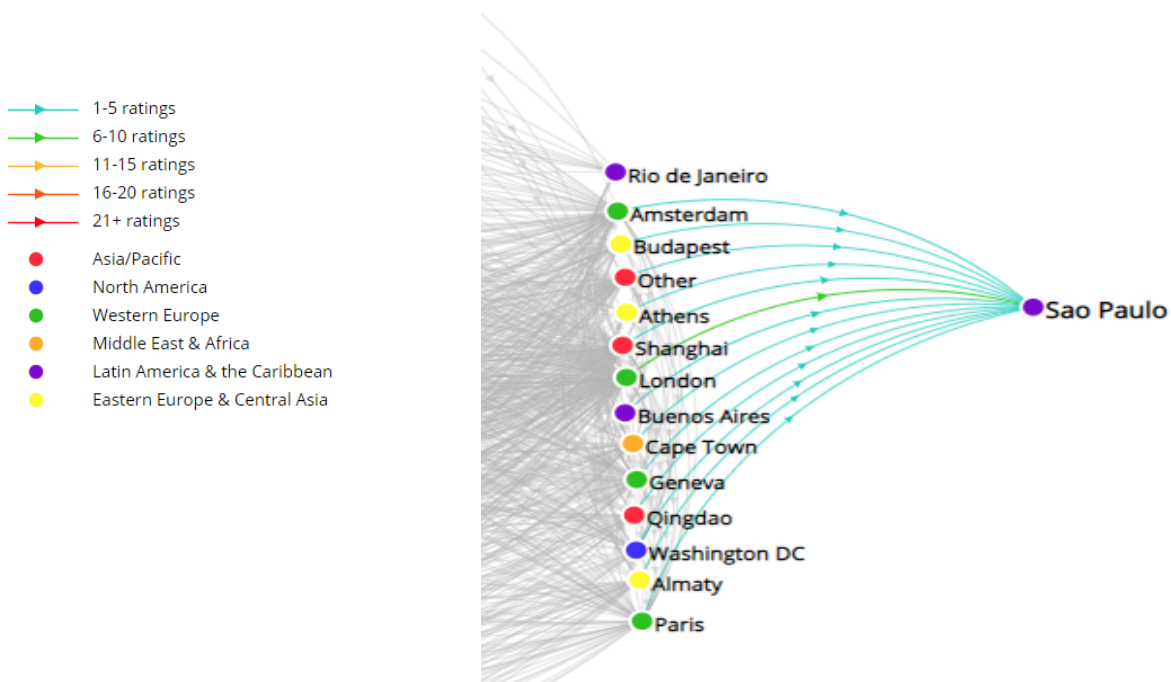 1-5 ratings
6-10 ratings
11-15 ratings
16-20 ratings
21+ ratings
Asia/Pacific
North America
Western Europe
Middle East & Africa
Latin America & the Caribbean
Eastern Europe & Central Asia
Rio de Janeiro
Amsterdam
Budapest
Other
Athens
Shanghai
London
Buenos Aires
Cape Town
Geneva
Qingdao
Washington DC
Almaty
Paris
Sao Paulo